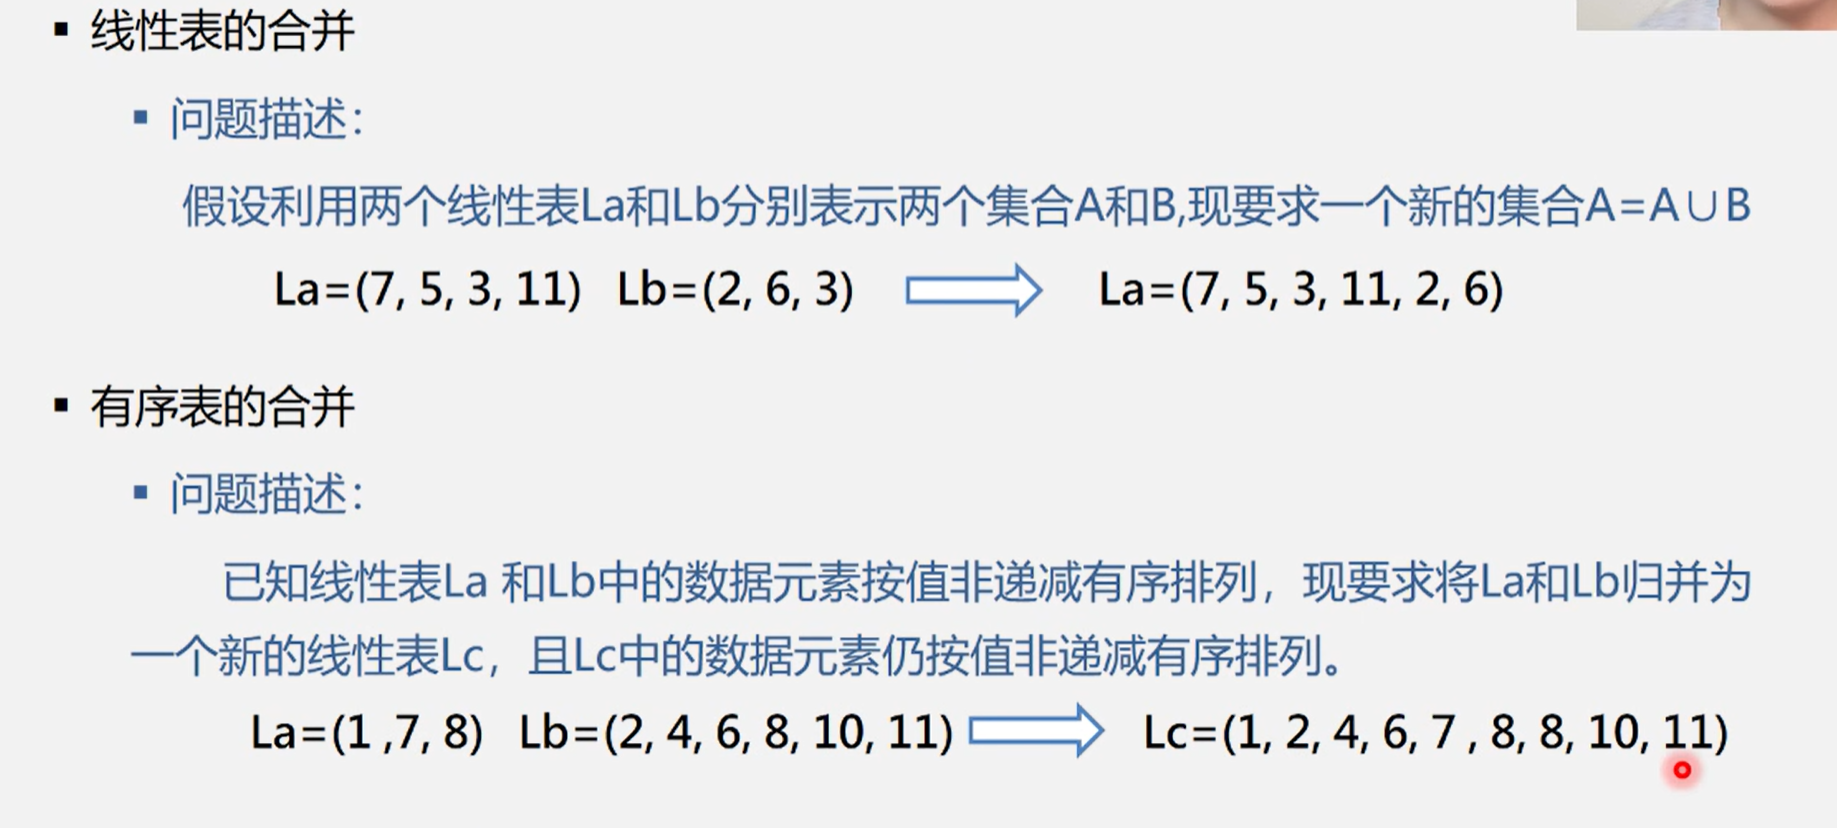 ▪ 线性表的合并
▪ 问题描述：
假设利用两个线性表La和Lb分别表示两个集合A和B,现要求一个新的集合A=A∪B
La=(7, 5, 3, 11) Lb=(2, 6, 3) La=(7, 5, 3, 11, 2, 6)
▪ 有序表的合并
▪ 问题描述：
已知线性表La 和Lb中的数据元素按值非递减有序排列，现要求将La和Lb归并为
一个新的线性表Lc，且Lc中的数据元素仍按值非递减有序排列。
La=(1 ,7, 8) Lb=(2, 4, 6, 8, 10, 11) Lc=(1, 2, 4, 6, 7 , 8, 8, 10, 11)